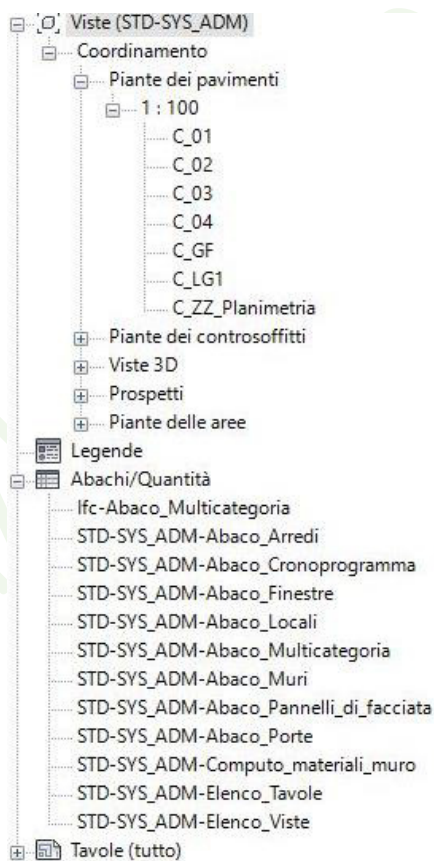 Viste (STD-SYS_ADM)
Coordinamento
Piante dei pavimenti
1 : 100
C_01
C_02
C_03
C_04
C_GF
C_LG1
C_ZZ_Planimetria
Piante dei controsoffitti
Viste 3D
Prospetti
Piante delle aree
Legende
Abachi/Quantità
Ifc-Abaco_Multicategoria
STD-SYS_ADM-Abaco_Arredi
STD-SYS_ADM-Abaco_Cronoprogramma
STD-SYS_ADM-Abaco_Finestre
STD-SYS_ADM-Abaco_Locali
STD-SYS_ADM-Abaco_Multicategoria
STD-SYS_ADM-Abaco_Muri
STD-SYS_ADM-Abaco_Pannelli_di_facciata
STD-SYS_ADM-Abaco_Porte
STD-SYS_ADM-Computo_materiali_muro
STD-SYS_ADM-Elenco_Tavole
STD-SYS_ADM-Elenco_Viste
Tavole (tutto)